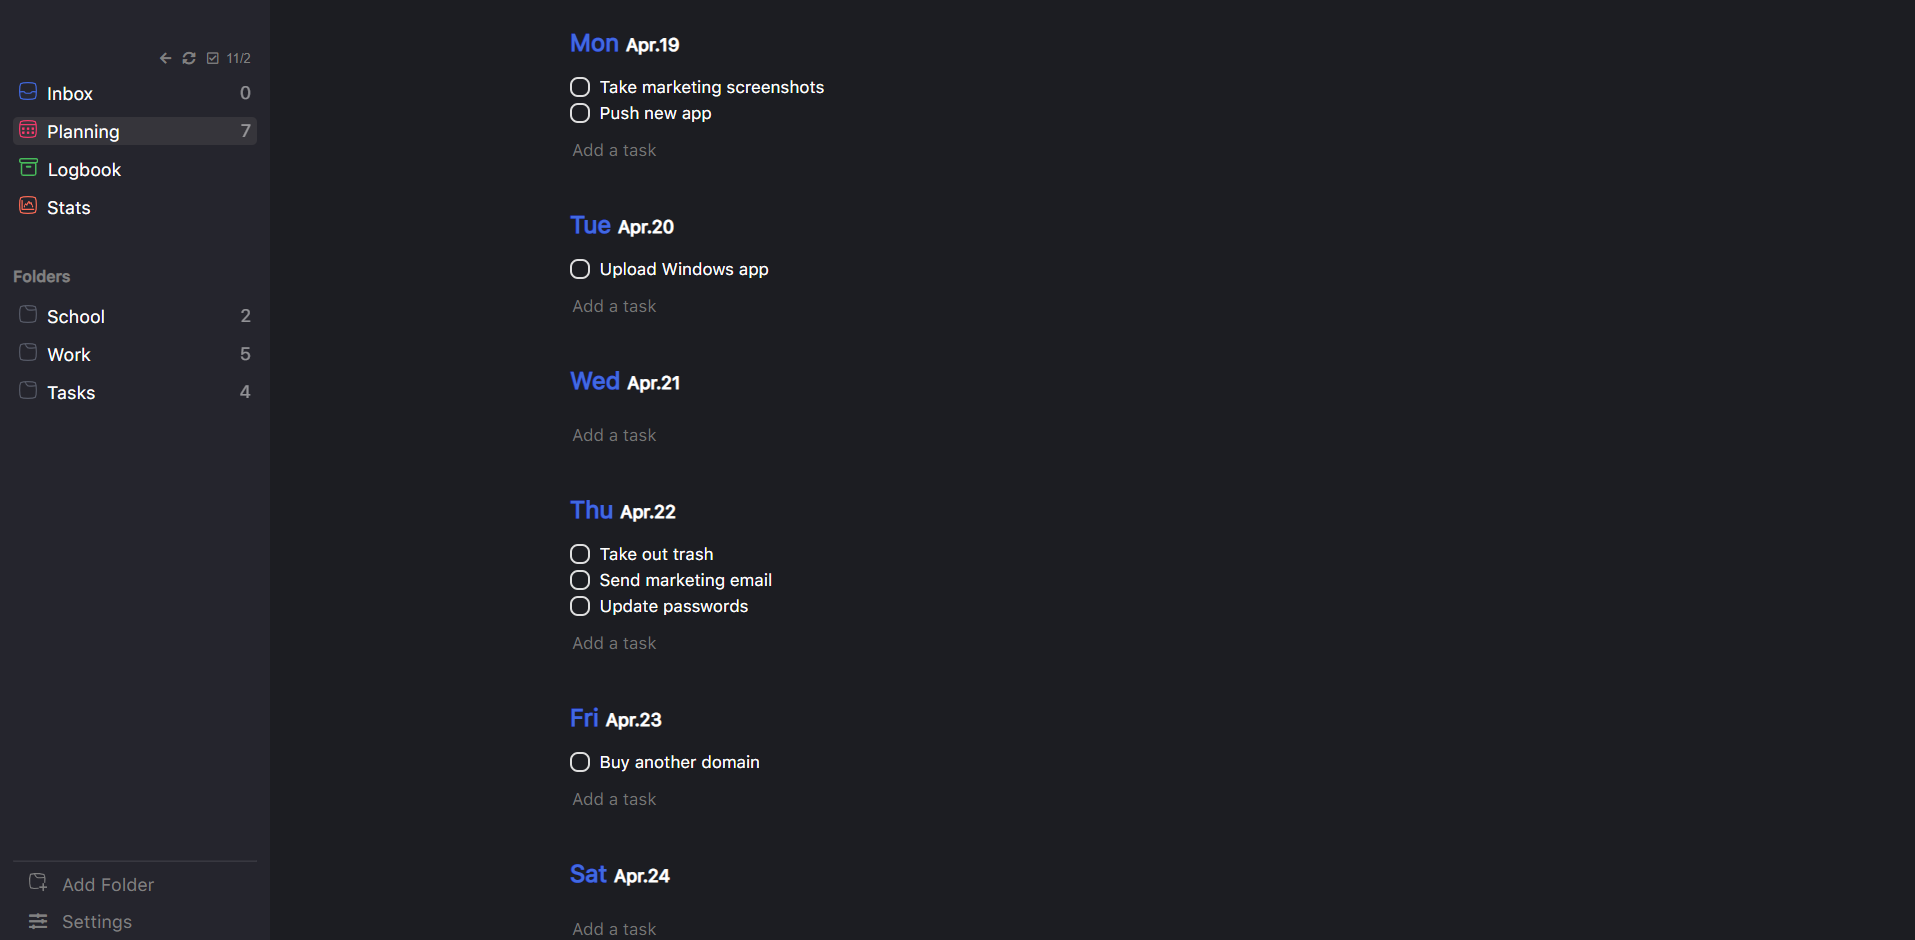 11/2
Inbox 0
Planning 7
Logbook
Stats
Folders
School 2
Work 5
Tasks 4
Add Folder
Settings
Mon Apr.19
Take marketing screenshots
Push new app
Add a task
Tue Apr.20
Upload Windows app
Add a task
Wed Apr.21
Add a task
Thu Apr.22
Take out trash
Send marketing email
Update passwords
Add a task
Fri Apr.23
Buy another domain
Add a task
Sat Apr.24
Add a task